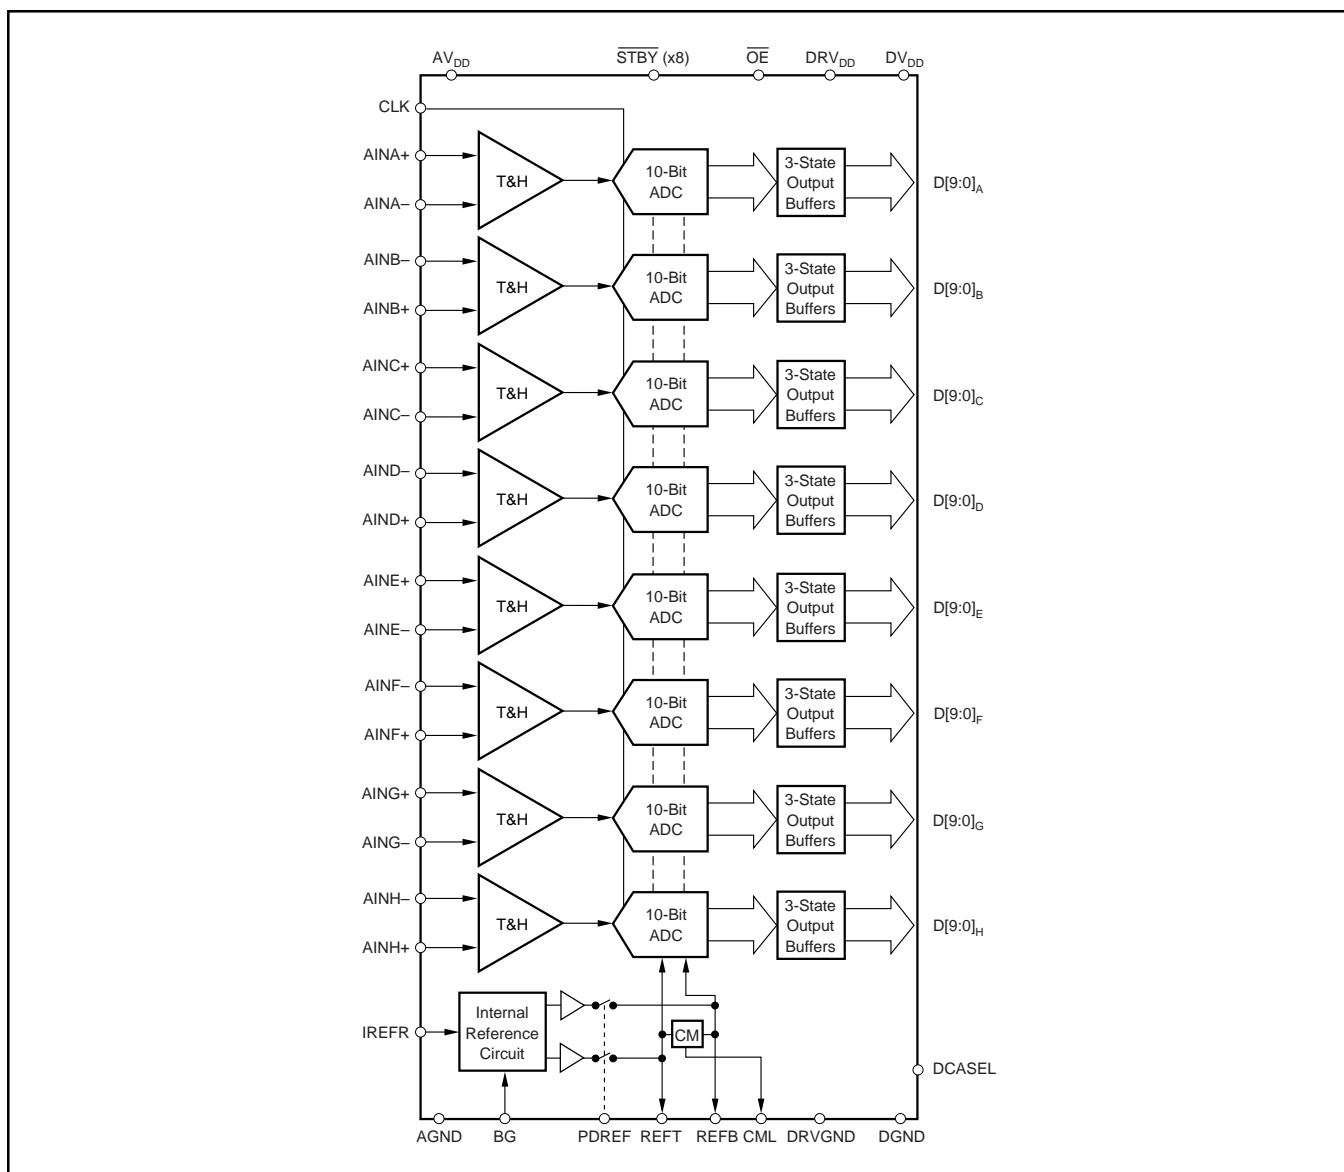 AVDD
STBY (x8)
OE
DRVDD
DVDD
CLK
AINA+
T&H
10-Bit
ADC
3-State
Output
Buffers
D[9:0]A
AINA–
AINB–
T&H
10-Bit
ADC
3-State
Output
Buffers
D[9:0]B
AINB+
AINC+
T&H
10-Bit
ADC
3-State
Output
Buffers
D[9:0]C
AINC–
AIND–
T&H
10-Bit
ADC
3-State
Output
Buffers
D[9:0]D
AIND+
AINE+
T&H
10-Bit
ADC
3-State
Output
Buffers
D[9:0]E
AINE–
AINF–
T&H
10-Bit
ADC
3-State
Output
Buffers
D[9:0]F
AINF+
AING+
T&H
10-Bit
ADC
3-State
Output
Buffers
D[9:0]G
AING–
AINH–
T&H
10-Bit
ADC
3-State
Output
Buffers
D[9:0]H
AINH+
IREFR
Internal
Reference
Circuit
CM
DCASEL
AGND
BG
PDREF
REFT
REFB
CML
DRVGND
DGND